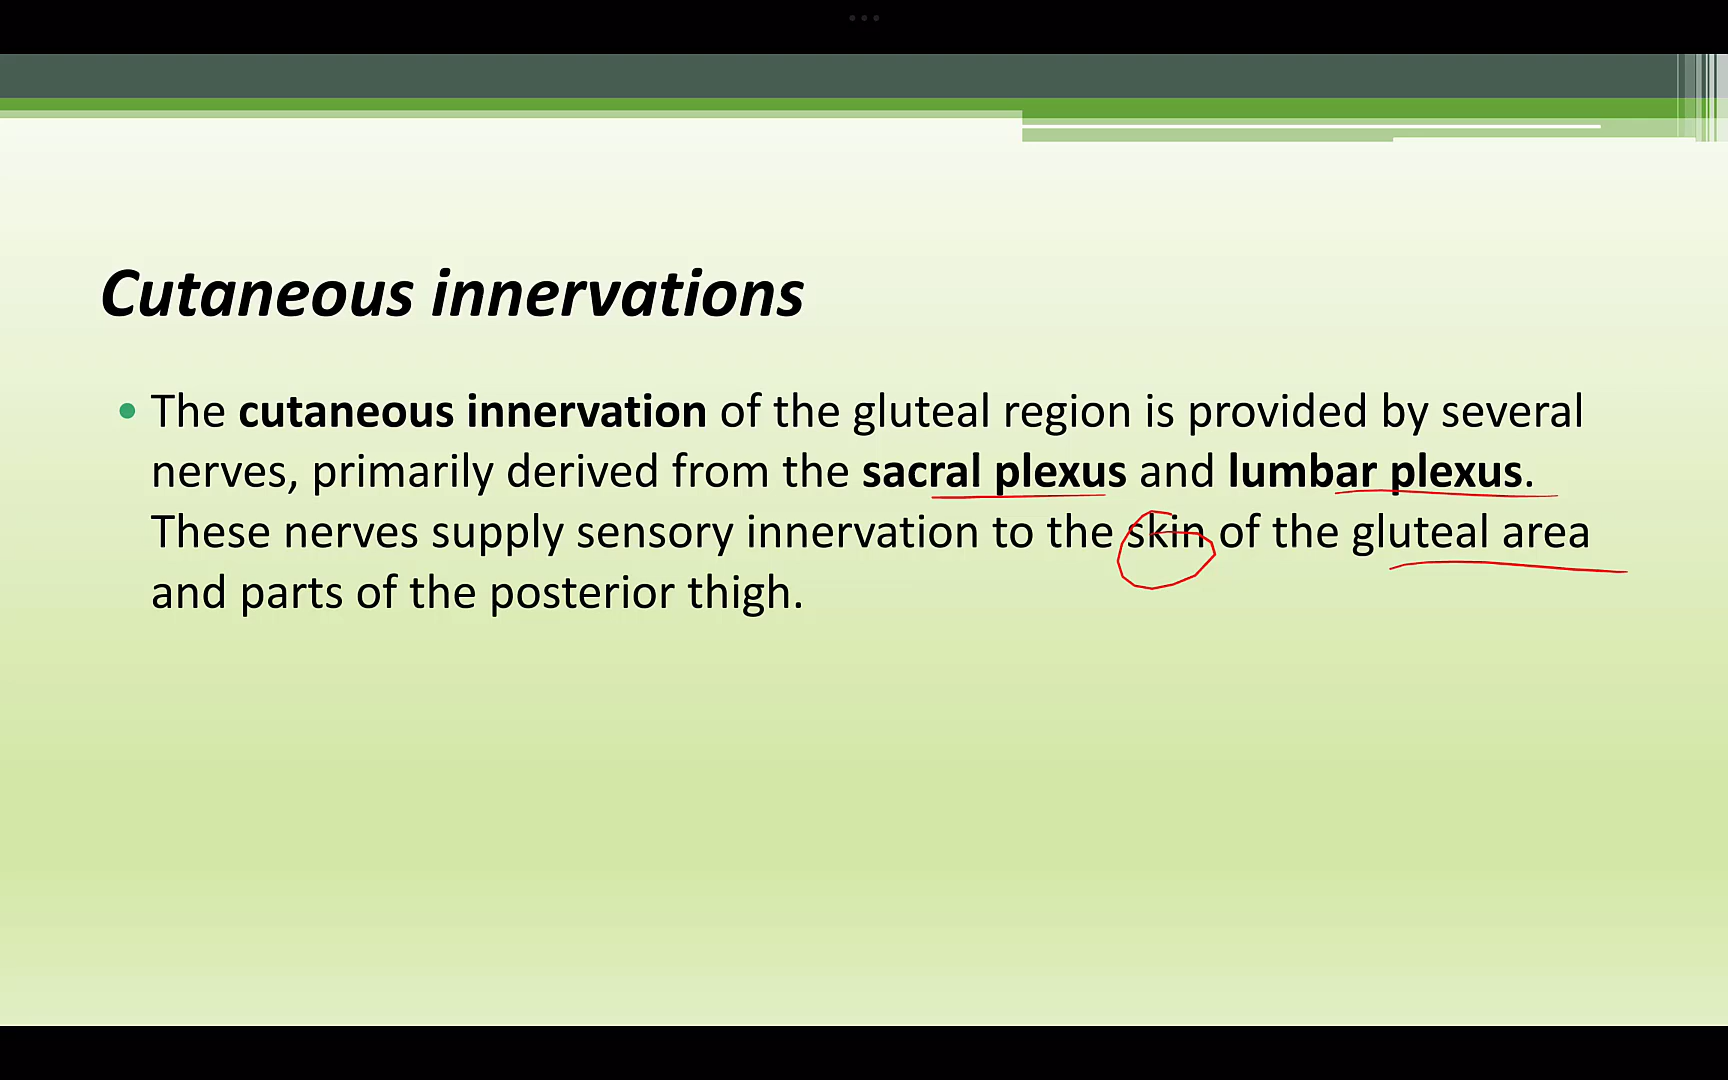 Cutaneous innervations
• The cutaneous innervation of the gluteal region is provided by several
nerves, primarily derived from the sacral plexus and lumbar plexus.
These nerves supply sensory innervation to the skin of the gluteal area
and parts of the posterior thigh.